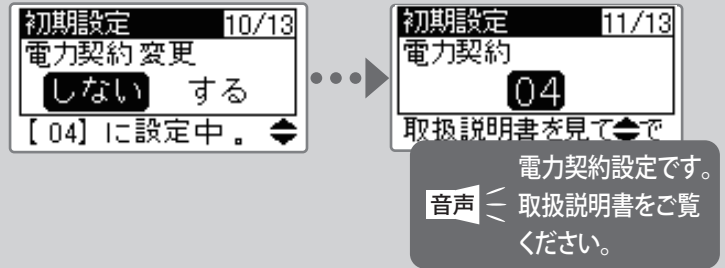 初期設定 10/13
電力契約 変更
しない する
【 04】に設定中。
初期設定 11/13
電力契約
04
取扱説明書を見て◆で
音声
電力契約設定です。
取扱説明書をご覧
ください。